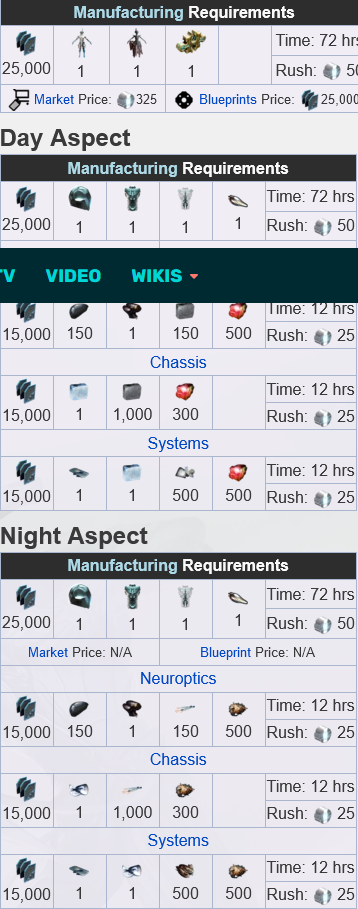 Manufacturing Requirements
Time: 72 hrs
25,000 1 1 1 Rush: 50
Market Price: 325 Blueprints Price: 25,000
Day Aspect
Manufacturing Requirements
Time: 72 hrs
25,000 1 1 1 1 Rush: 50
TV VIDEO WIKIS
Time: 12 hrs
15,000 150 1 150 500 Rush: 25
Chassis
Time: 12 hrs
15,000 1 1,000 300 Rush: 25
Systems
Time: 12 hrs
15,000 1 1 500 500 Rush: 25
Night Aspect
Manufacturing Requirements
Time: 72 hrs
25,000 1 1 1 1 Rush: 50
Market Price: N/A Blueprint Price: N/A
Neuroptics
Time: 12 hrs
15,000 150 1 150 500 Rush: 25
Chassis
Time: 12 hrs
15,000 1 1,000 300 Rush: 25
Systems
Time: 12 hrs
15,000 1 1 500 500 Rush: 25